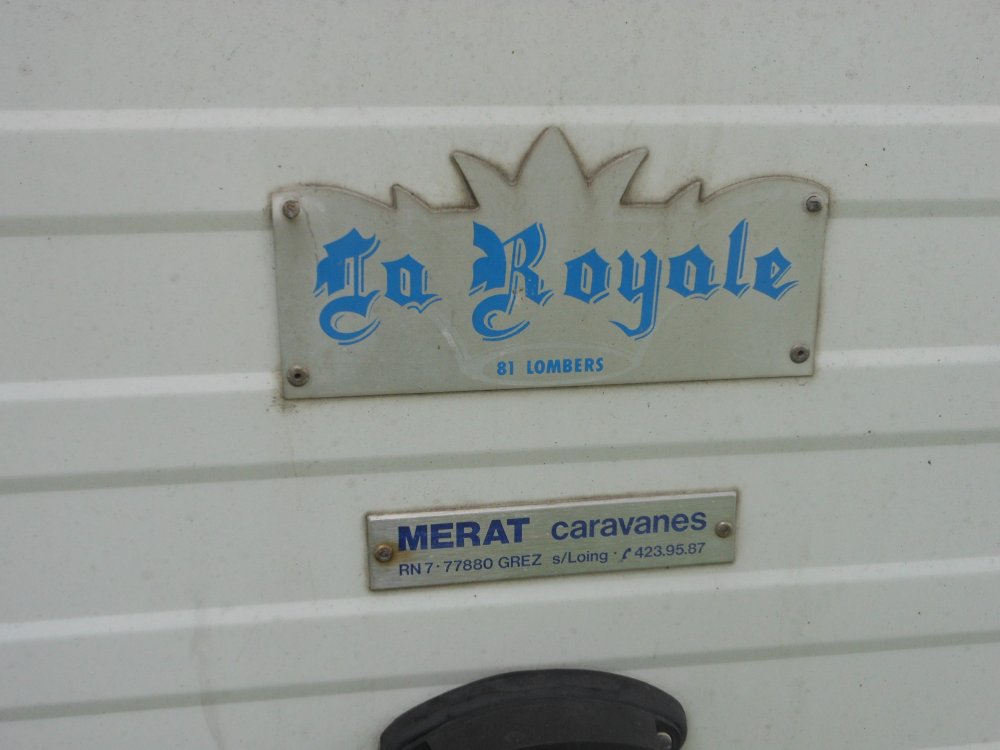 La Royale
81 LOMBERS
MERAT caravanes
RN 7 · 77880 GREZ s/Loing · ✆ 423.95.87